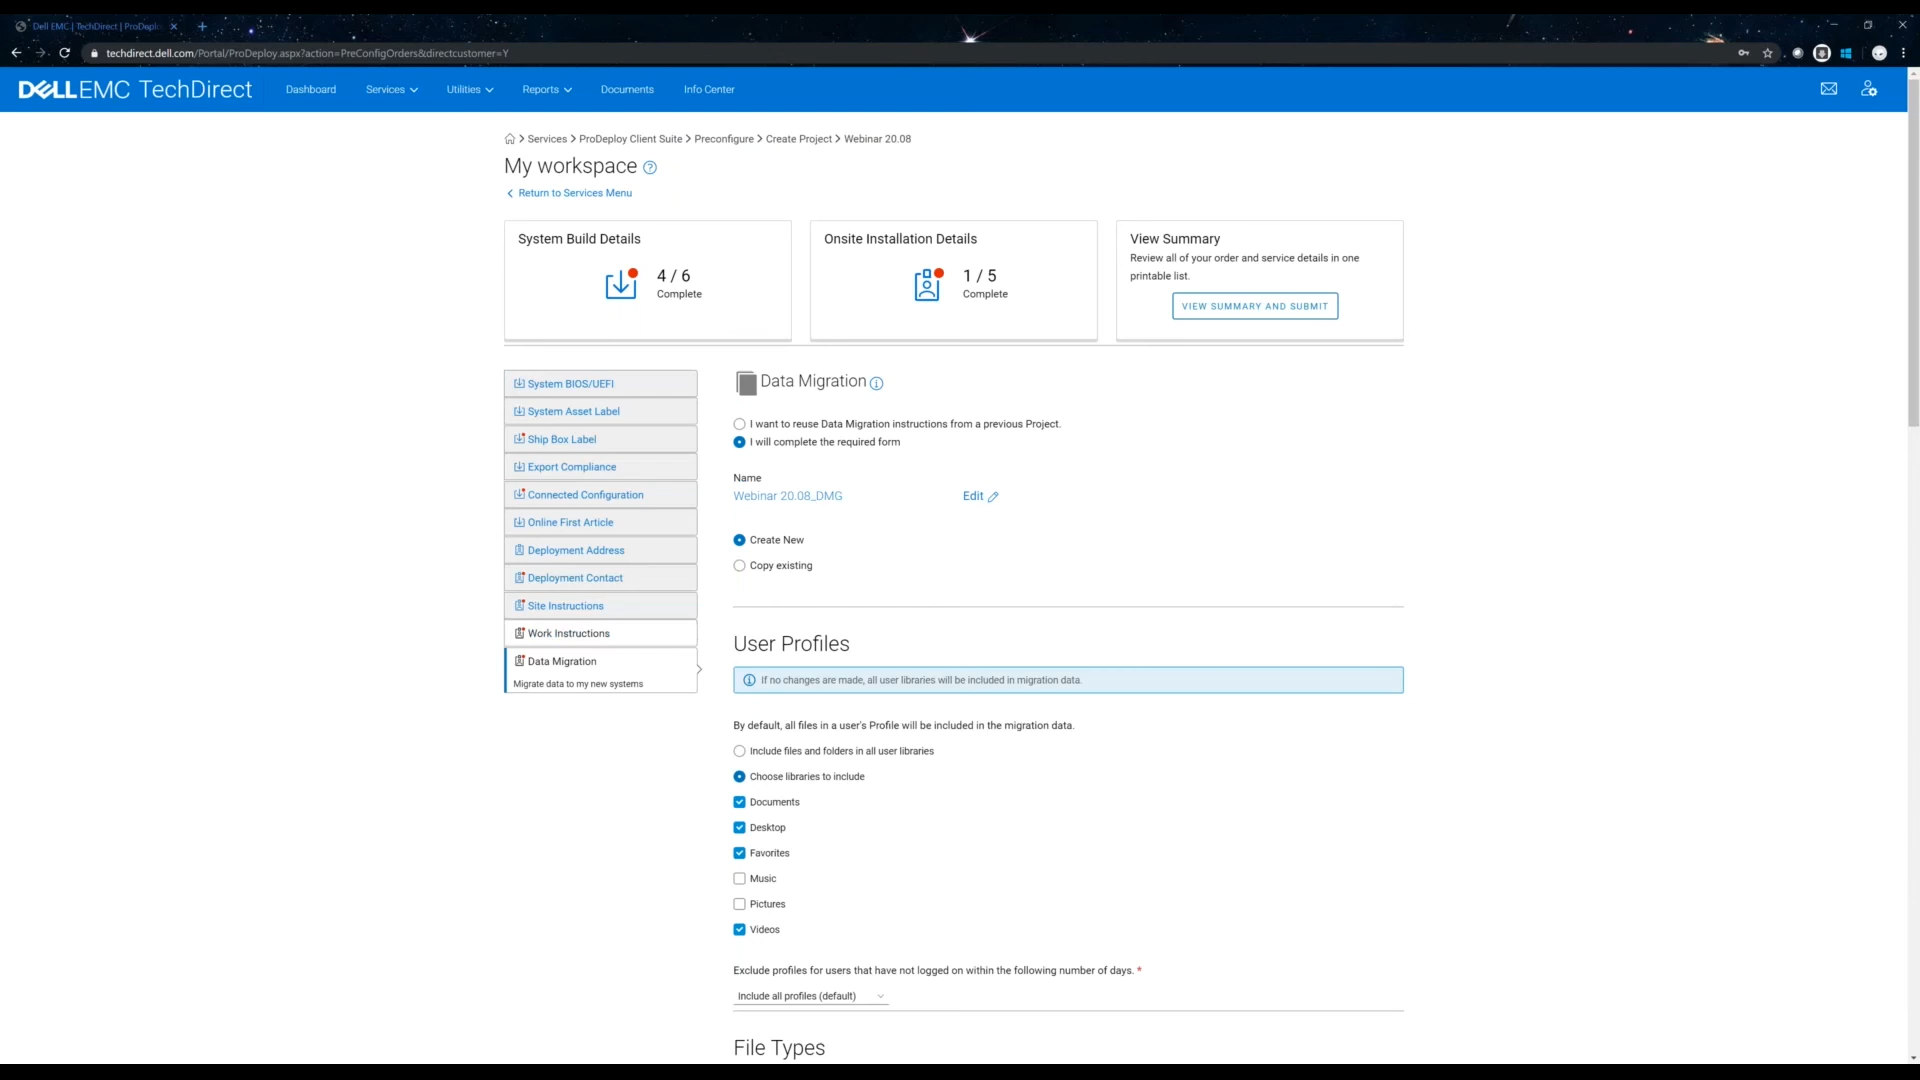 Dell EMC | TechDirect | ProDeplo
techdirect.dell.com/Portal/ProDeploy.aspx?action=PreConfigOrders&directcustomer=Y
DELLEMC TechDirect
Dashboard
Services
Utilities
Reports
Documents
Info Center
Services > ProDeploy Client Suite > Preconfigure > Create Project > Webinar 20.08
My workspace
Return to Services Menu
System Build Details
4 / 6
Complete
Onsite Installation Details
1 / 5
Complete
View Summary
Review all of your order and service details in one
printable list.
VIEW SUMMARY AND SUBMIT
System BIOS/UEFI
System Asset Label
Ship Box Label
Export Compliance
Connected Configuration
Online First Article
Deployment Address
Deployment Contact
Site Instructions
Work Instructions
Data Migration
Migrate data to my new systems
Data Migration
I want to reuse Data Migration instructions from a previous Project.
I will complete the required form
Name
Webinar 20.08_DMG
Edit
Create New
Copy existing
User Profiles
If no changes are made, all user libraries will be included in migration data.
By default, all files in a user's Profile will be included in the migration data.
Include files and folders in all user libraries
Choose libraries to include
Documents
Desktop
Favorites
Music
Pictures
Videos
Exclude profiles for users that have not logged on within the following number of days. *
Include all profiles (default)
File Types